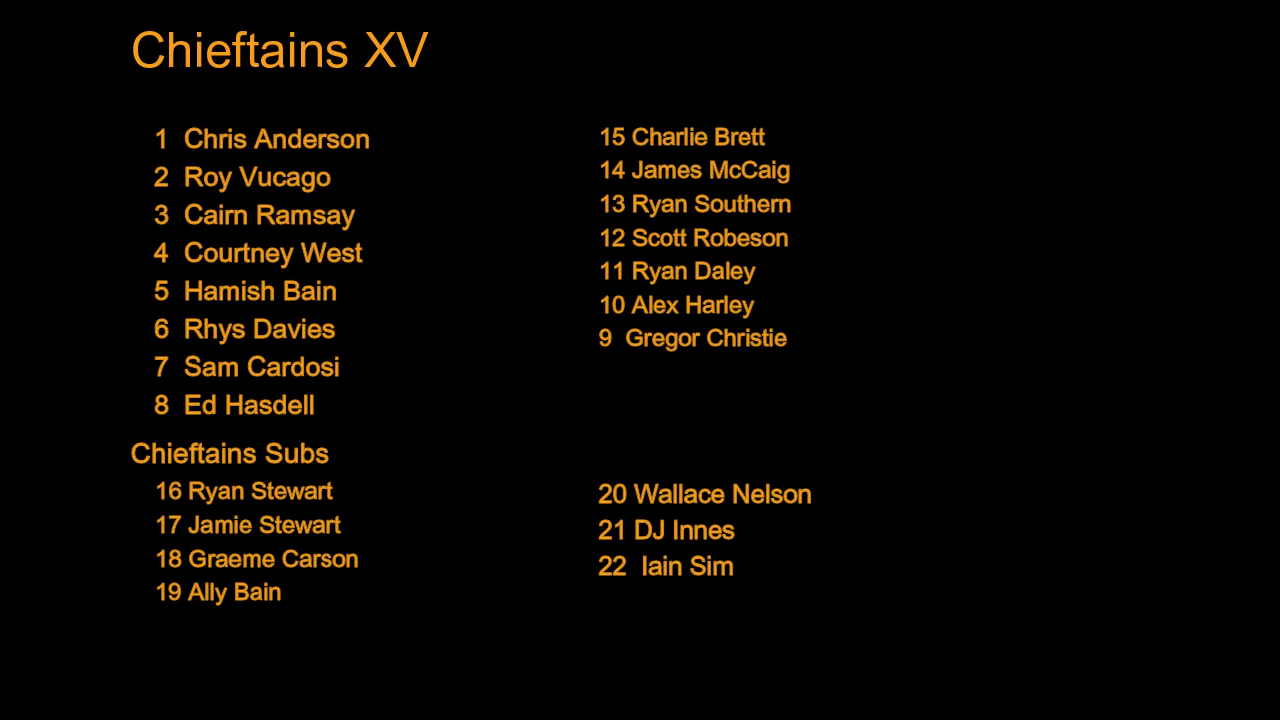 Chieftains XV
1 Chris Anderson
2 Roy Vucago
3 Cairn Ramsay
4 Courtney West
5 Hamish Bain
6 Rhys Davies
7 Sam Cardosi
8 Ed Hasdell
15 Charlie Brett
14 James McCaig
13 Ryan Southern
12 Scott Robeson
11 Ryan Daley
10 Alex Harley
9 Gregor Christie
Chieftains Subs
16 Ryan Stewart
17 Jamie Stewart
18 Graeme Carson
19 Ally Bain
20 Wallace Nelson
21 DJ Innes
22 Iain Sim